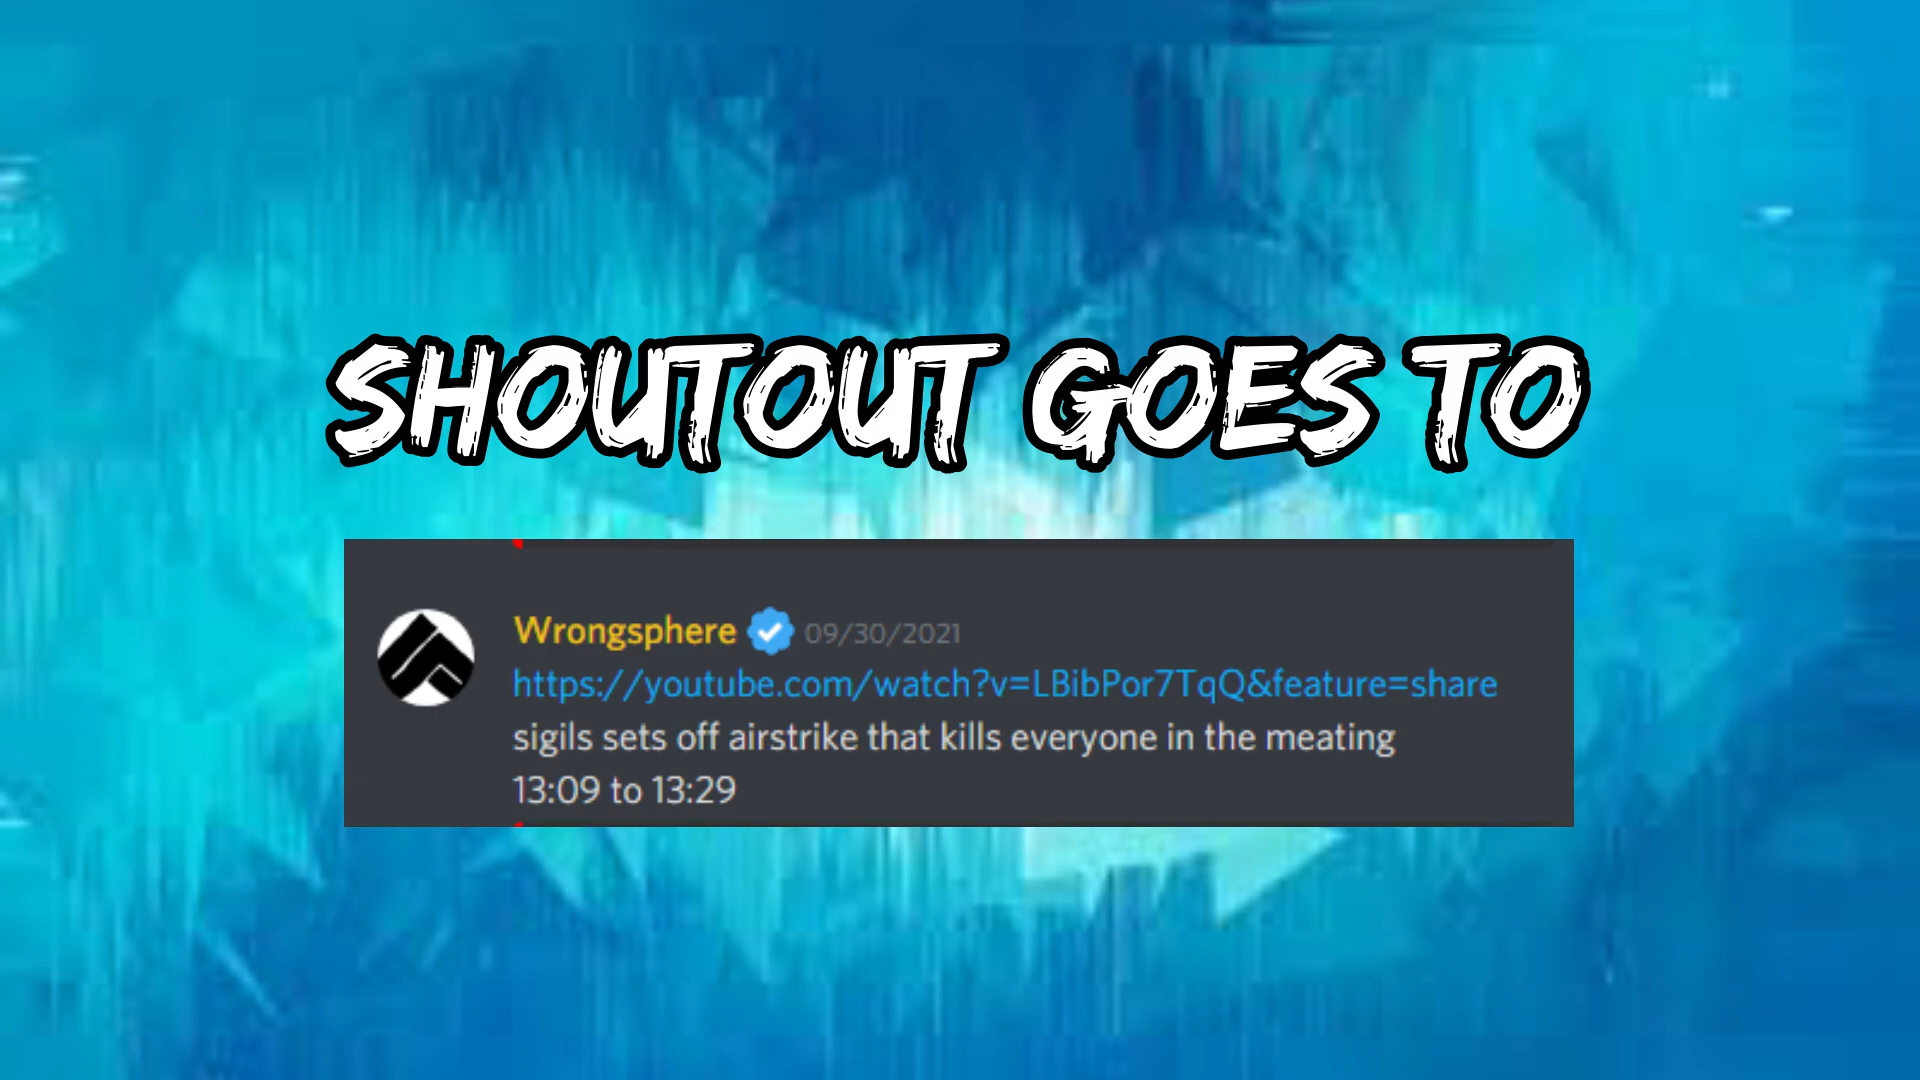 SHOUTOUT GOES TO
Wrongsphere 09/30/2021
https://youtube.com/watch?v=LBibPor7TqQ&feature=share
sigils sets off airstrike that kills everyone in the meating
13:09 to 13:29